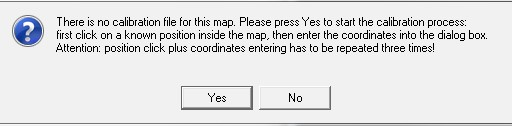 There is no calibration file for this map. Please press Yes to start the calibration process:
first click on a known position inside the map, then enter the coordinates into the dialog box.
Attention: position click plus coordinates entering has to be repeated three times!
Yes
No